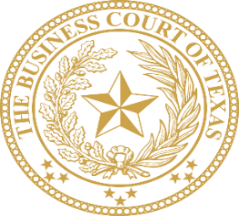 THE BUSINESS COURT OF TEXAS